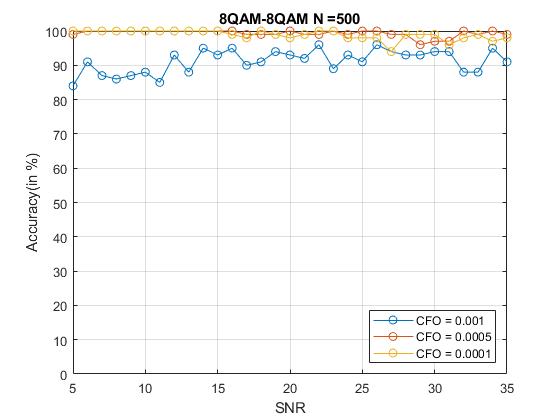 8QAM-8QAM N =500
100
90
80
70
60
50
40
30
20
10
0
Accuracy(in %)
5 10 15 20 25 30 35
SNR
CFO = 0.001
CFO = 0.0005
CFO = 0.0001